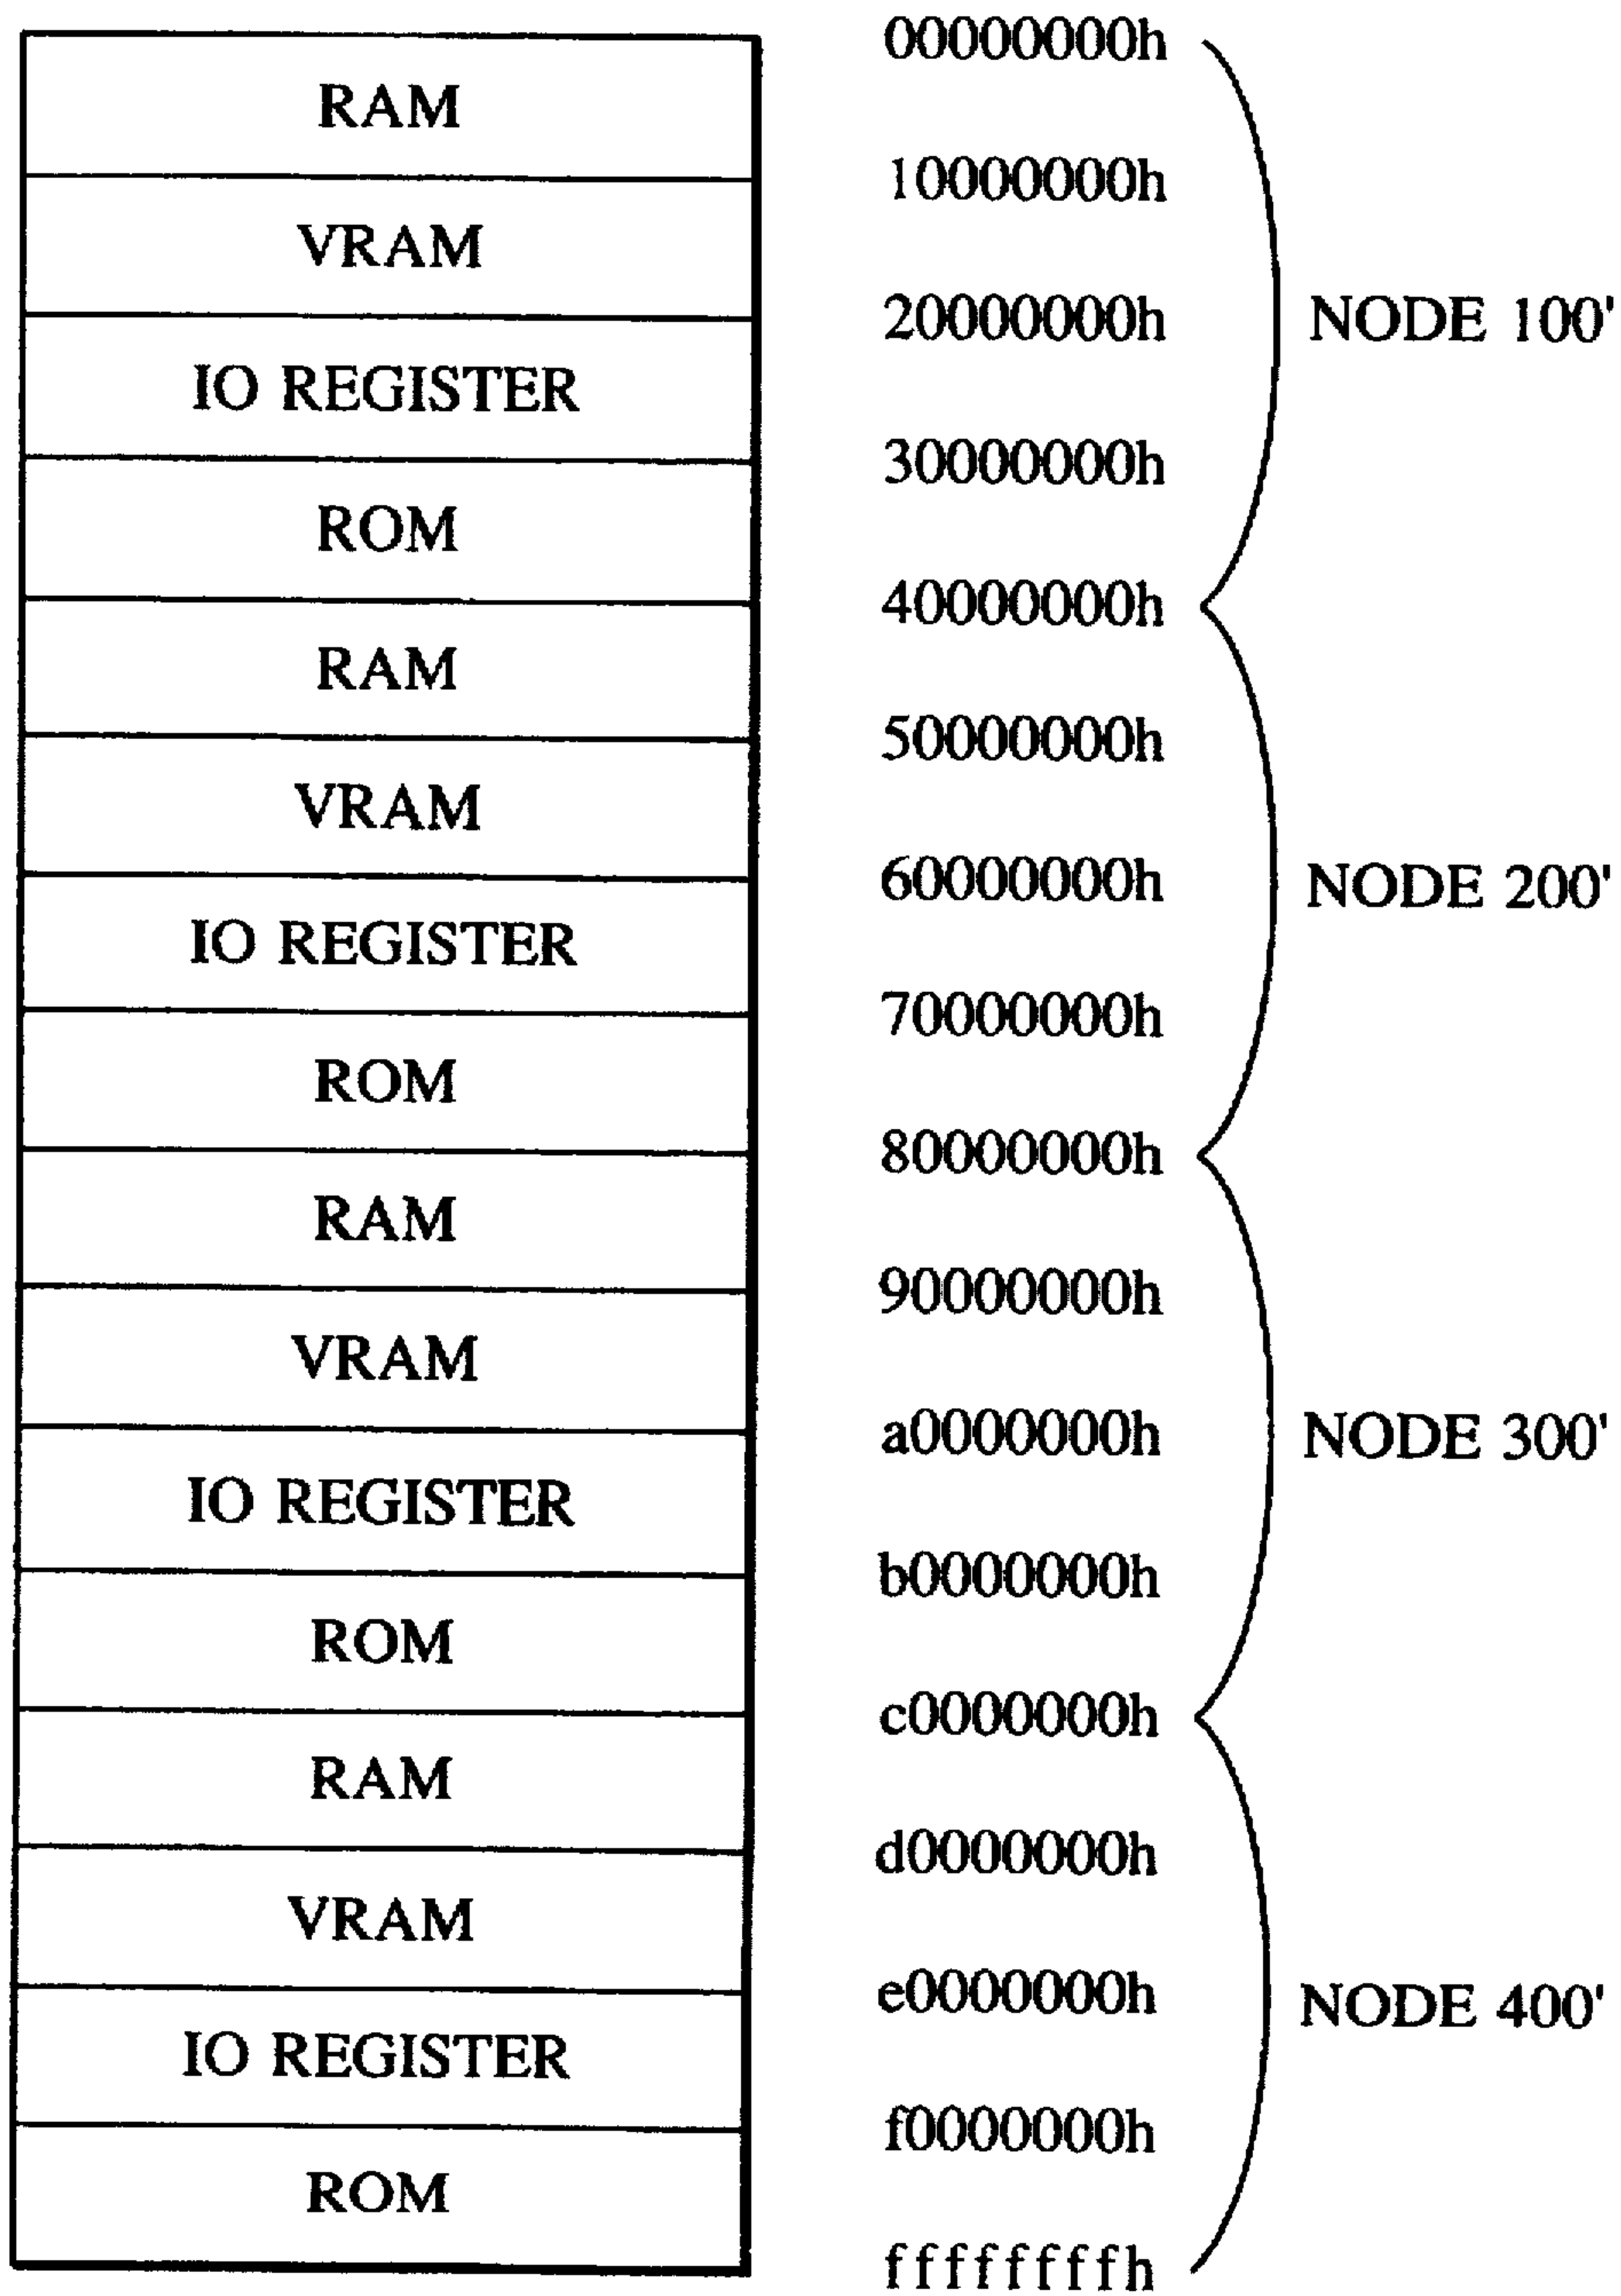 00000000h
RAM
10000000h
VRAM
20000000h NODE 100'
IO REGISTER
30000000h
ROM
40000000h
RAM
50000000h
VRAM
60000000h NODE 200'
IO REGISTER
70000000h
ROM
80000000h
RAM
90000000h
VRAM
a0000000h NODE 300'
IO REGISTER
b0000000h
ROM
c0000000h
RAM
d0000000h
VRAM
e0000000h NODE 400'
IO REGISTER
f0000000h
ROM
ffffffffh